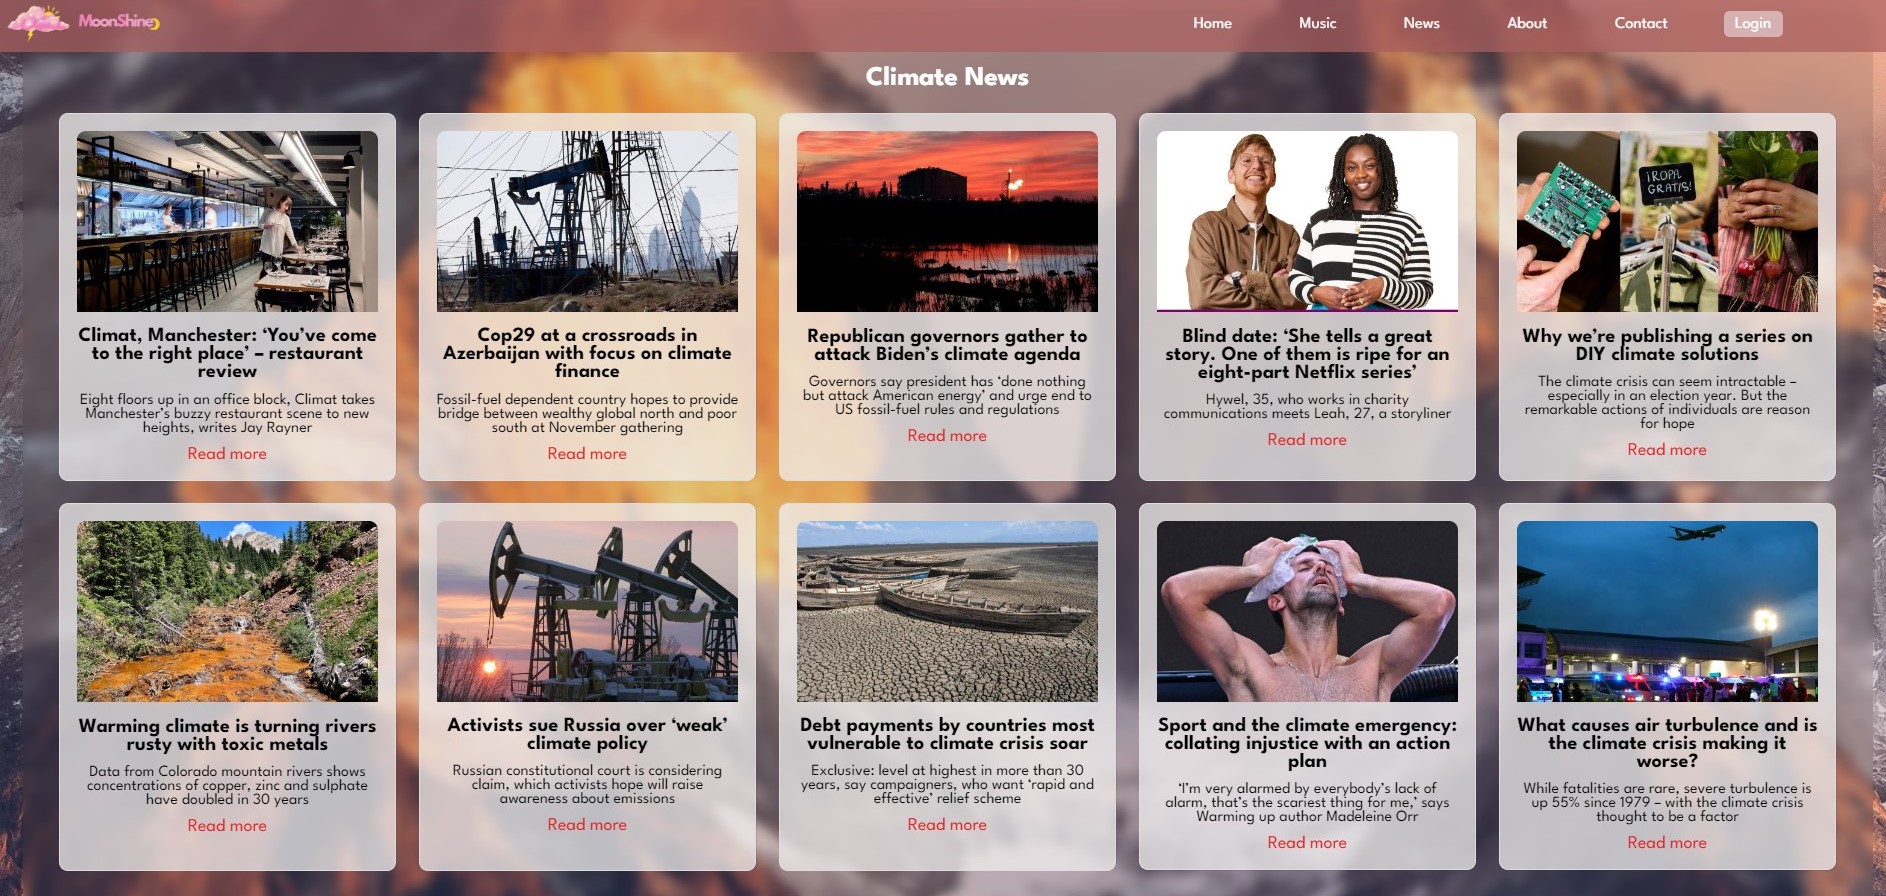 MoonShine
Home
Music
News
About
Contact
Login
Climate News
Climat, Manchester: ‘You’ve come
to the right place’ – restaurant
review
Eight floors up in an office block, Climat takes
Manchester’s buzzy restaurant scene to new
heights, writes Jay Rayner
Read more
Cop29 at a crossroads in
Azerbaijan with focus on climate
finance
Fossil-fuel dependent country hopes to provide
bridge between wealthy global north and poor
south at November gathering
Read more
Republican governors gather to
attack Biden’s climate agenda
Governors say president has ‘done nothing
but attack American energy’ and urge end to
US fossil-fuel rules and regulations
Read more
Blind date: ‘She tells a great
story. One of them is ripe for an
eight-part Netflix series’
Hywel, 35, who works in charity
communications meets Leah, 27, a storyliner
Read more
¡ROPA
GRATIS!
Why we’re publishing a series on
DIY climate solutions
The climate crisis can seem intractable –
especially in an election year. But the
remarkable actions of individuals are reason
for hope
Read more
Warming climate is turning rivers
rusty with toxic metals
Data from Colorado mountain rivers shows
concentrations of copper, zinc and sulphate
have doubled in 30 years
Read more
Activists sue Russia over ‘weak’
climate policy
Russian constitutional court is considering
claim, which activists hope will raise
awareness about emissions
Read more
Debt payments by countries most
vulnerable to climate crisis soar
Exclusive: level at highest in more than 30
years, say campaigners, who want ‘rapid and
effective’ relief scheme
Read more
Sport and the climate emergency:
collating injustice with an action
plan
‘I’m very alarmed by everybody’s lack of
alarm, that’s the scariest thing for me,’ says
Warming up author Madeleine Orr
Read more
What causes air turbulence and is
the climate crisis making it
worse?
While fatalities are rare, severe turbulence is
up 55% since 1979 – with the climate crisis
thought to be a factor
Read more